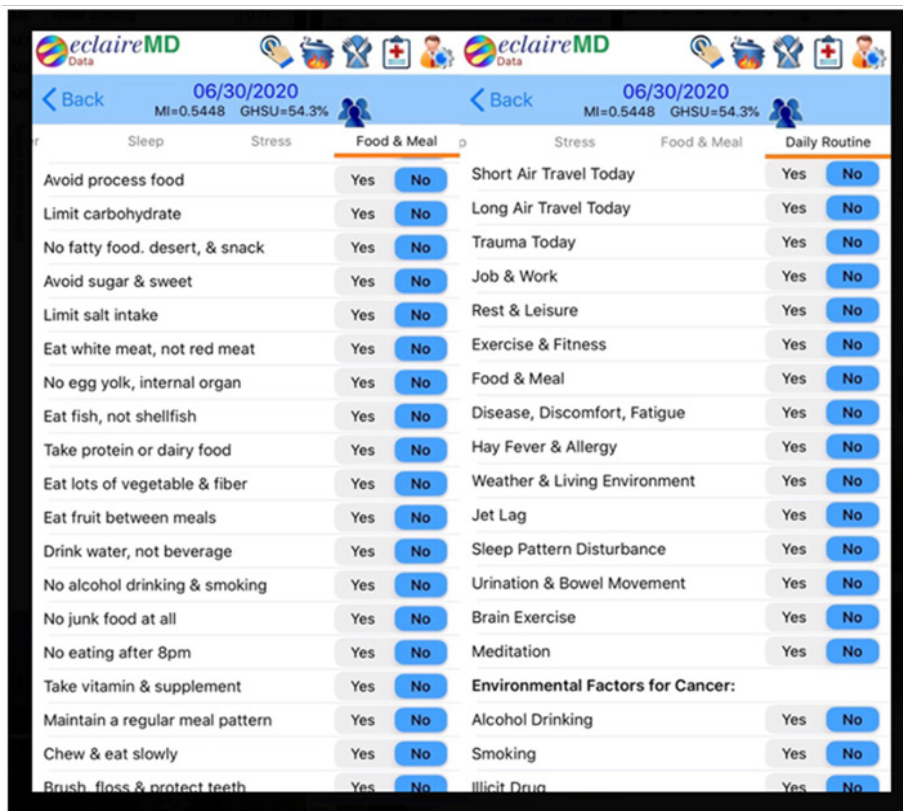 eclaireMD
Data
Back
06/30/2020
MI=0.5448 GHSU=54.3%
r Sleep Stress Food & Meal
Avoid process food Yes No
Limit carbohydrate Yes No
No fatty food. desert, & snack Yes No
Avoid sugar & sweet Yes No
Limit salt intake Yes No
Eat white meat, not red meat Yes No
No egg yolk, internal organ Yes No
Eat fish, not shellfish Yes No
Take protein or dairy food Yes No
Eat lots of vegetable & fiber Yes No
Eat fruit between meals Yes No
Drink water, not beverage Yes No
No alcohol drinking & smoking Yes No
No junk food at all Yes No
No eating after 8pm Yes No
Take vitamin & supplement Yes No
Maintain a regular meal pattern Yes No
Chew & eat slowly Yes No
Brush, floss & protect teeth Yes No
eclaireMD
Data
Back
06/30/2020
MI=0.5448 GHSU=54.3%
p Stress Food & Meal Daily Routine
Short Air Travel Today Yes No
Long Air Travel Today Yes No
Trauma Today Yes No
Job & Work Yes No
Rest & Leisure Yes No
Exercise & Fitness Yes No
Food & Meal Yes No
Disease, Discomfort, Fatigue Yes No
Hay Fever & Allergy Yes No
Weather & Living Environment Yes No
Jet Lag Yes No
Sleep Pattern Disturbance Yes No
Urination & Bowel Movement Yes No
Brain Exercise Yes No
Meditation Yes No
Environmental Factors for Cancer:
Alcohol Drinking Yes No
Smoking Yes No
Illicit Drug Yes No